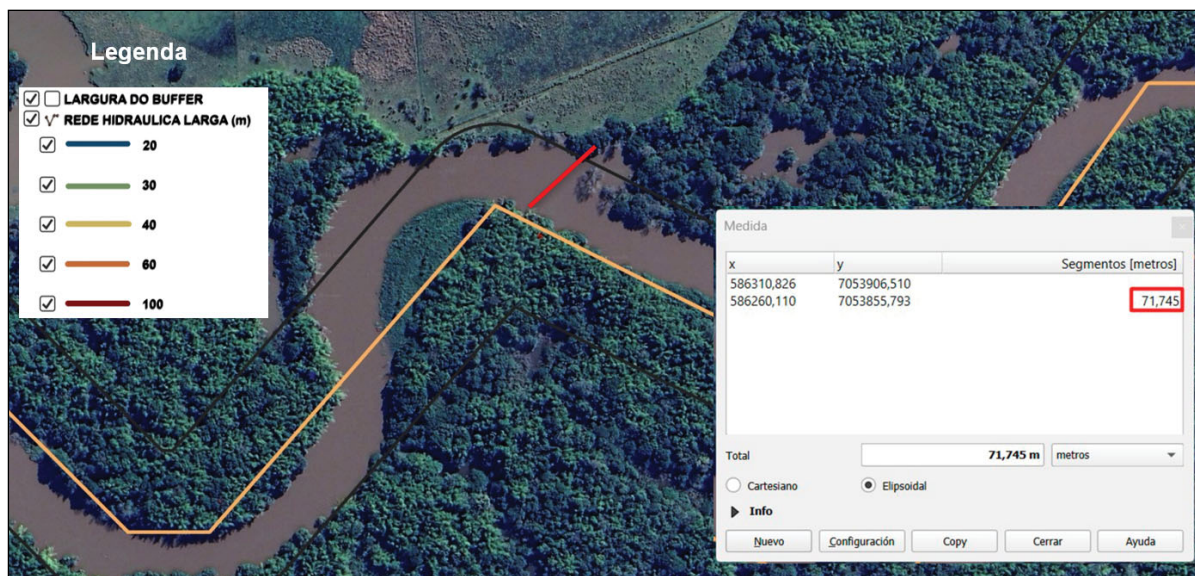 Legenda
LARGURA DO BUFFER
REDE HIDRAULICA LARGA (m)
20
30
40
60
100
Medida
x y Segmentos [metros]
586310,826 7053906,510
586260,110 7053855,793 71,745
Total 71,745 m metros
Cartesiano Elipsoidal
Info
Nuevo Configuración Copy Cerrar Ayuda